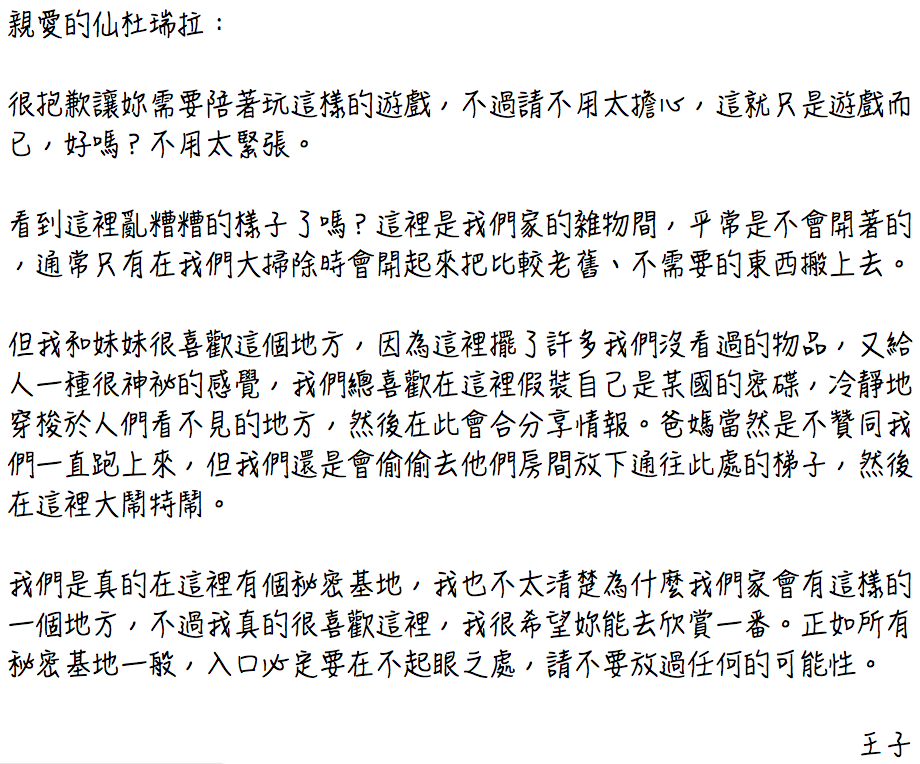 親愛的仙杜瑞拉：
很抱歉讓妳需要陪著玩這樣的遊戲，不過請不用太擔心，這就只是遊戲而
已，好嗎？不用太緊張。
看到這裡亂糟糟的樣子了嗎？這裡是我們家的雜物間，平常是不會開著的
，通常只有在我們大掃除時會開起來把比較老舊、不需要的東西搬上去。
但我和妹妹很喜歡這個地方，因為這裡擺了許多我們沒看過的物品，又給
人一種很神祕的感覺，我們總喜歡在這裡假裝自己是某國的密碟，冷靜地
穿梭於人們看不見的地方，然後在此會合分享情報。爸媽當然是不贊同我
們一直跑上來，但我們還是會偷偷去他們房間放下通往此處的梯子，然後
在這裡大鬧特鬧。
我們是真的在這裡有個秘密基地，我也不太清楚為什麼我們家會有這樣的
一個地方，不過我真的很喜歡這裡，我很希望妳能去欣賞一番。正如所有
秘密基地一般，入口必定要在不起眼之處，請不要放過任何的可能性。
王子